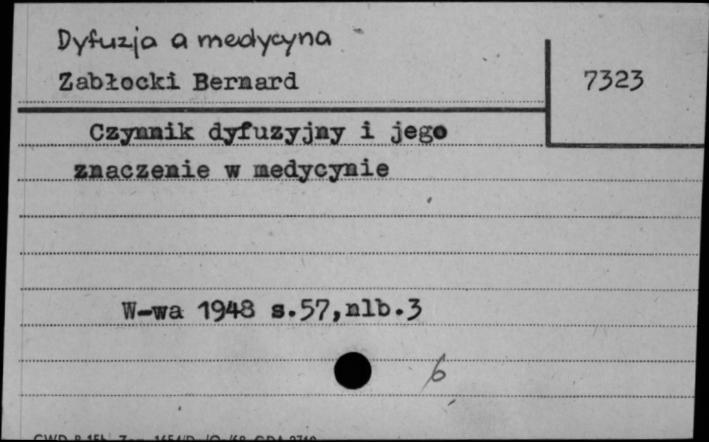 Dyfuzja a medycyna
Zabłocki Bernard
7323
Czynnik dyfuzyjny i jego
znaczenie w medycynie
W-wa 1948 s.57,nlb.3
6